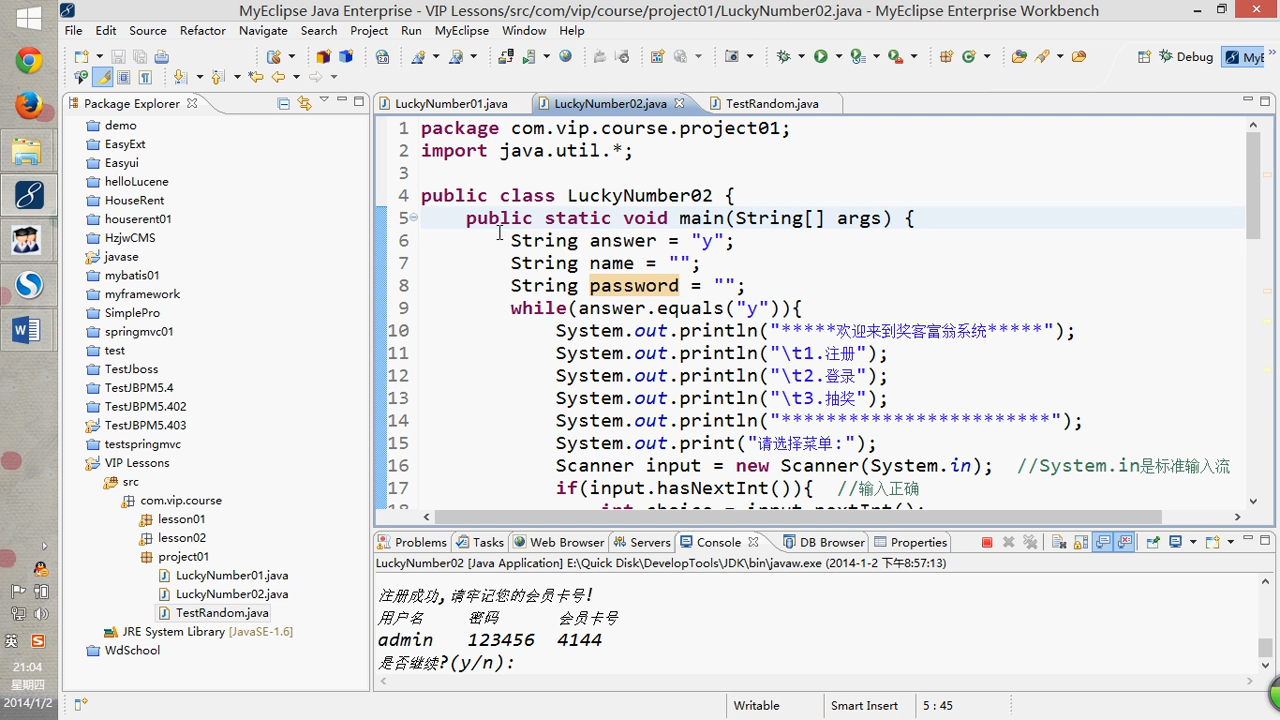 MyEclipse Java Enterprise - VIP Lessons/src/com/vip/course/project01/LuckyNumber02.java - MyEclipse Enterprise Workbench
File Edit Source Refactor Navigate Search Project Run MyEclipse Window Help
Debug MyE
Package Explorer
demo
EasyExt
Easyui
helloLucene
HouseRent
houserent01
HzjwCMS
javase
mybatis01
myframework
SimplePro
springmvc01
test
TestJboss
TestJBPM5.4
TestJBPM5.402
TestJBPM5.403
testspringmvc
VIP Lessons
src
com.vip.course
lesson01
lesson02
project01
LuckyNumber01.java
LuckyNumber02.java
TestRandom.java
JRE System Library [JavaSE-1.6]
WdSchool
LuckyNumber01.java LuckyNumber02.java TestRandom.java
1 package com.vip.course.project01;
2 import java.util.*;
3
4 public class LuckyNumber02 {
5 public static void main(String[] args) {
6 String answer = "y";
7 String name = "";
8 String password = "";
9 while(answer.equals("y")){
10 System.out.println("*****欢迎来到奖客富翁系统*****");
11 System.out.println("\t1.注册");
12 System.out.println("\t2.登录");
13 System.out.println("\t3.抽奖");
14 System.out.println("************************");
15 System.out.print("请选择菜单:");
16 Scanner input = new Scanner(System.in); //System.in是标准输入流
17 if(input.hasNextInt()){ //输入正确
18 int choice = input.nextInt();
Problems Tasks Web Browser Servers Console DB Browser Properties
LuckyNumber02 [Java Application] E:\Quick Disk\DevelopTools\JDK\bin\javaw.exe (2014-1-2 下午8:57:13)
注册成功,请牢记您的会员卡号!
用户名 密码 会员卡号
admin 123456 4144
是否继续?(y/n):
英
21:04
星期四
2014/1/2
Writable Smart Insert 5 : 45